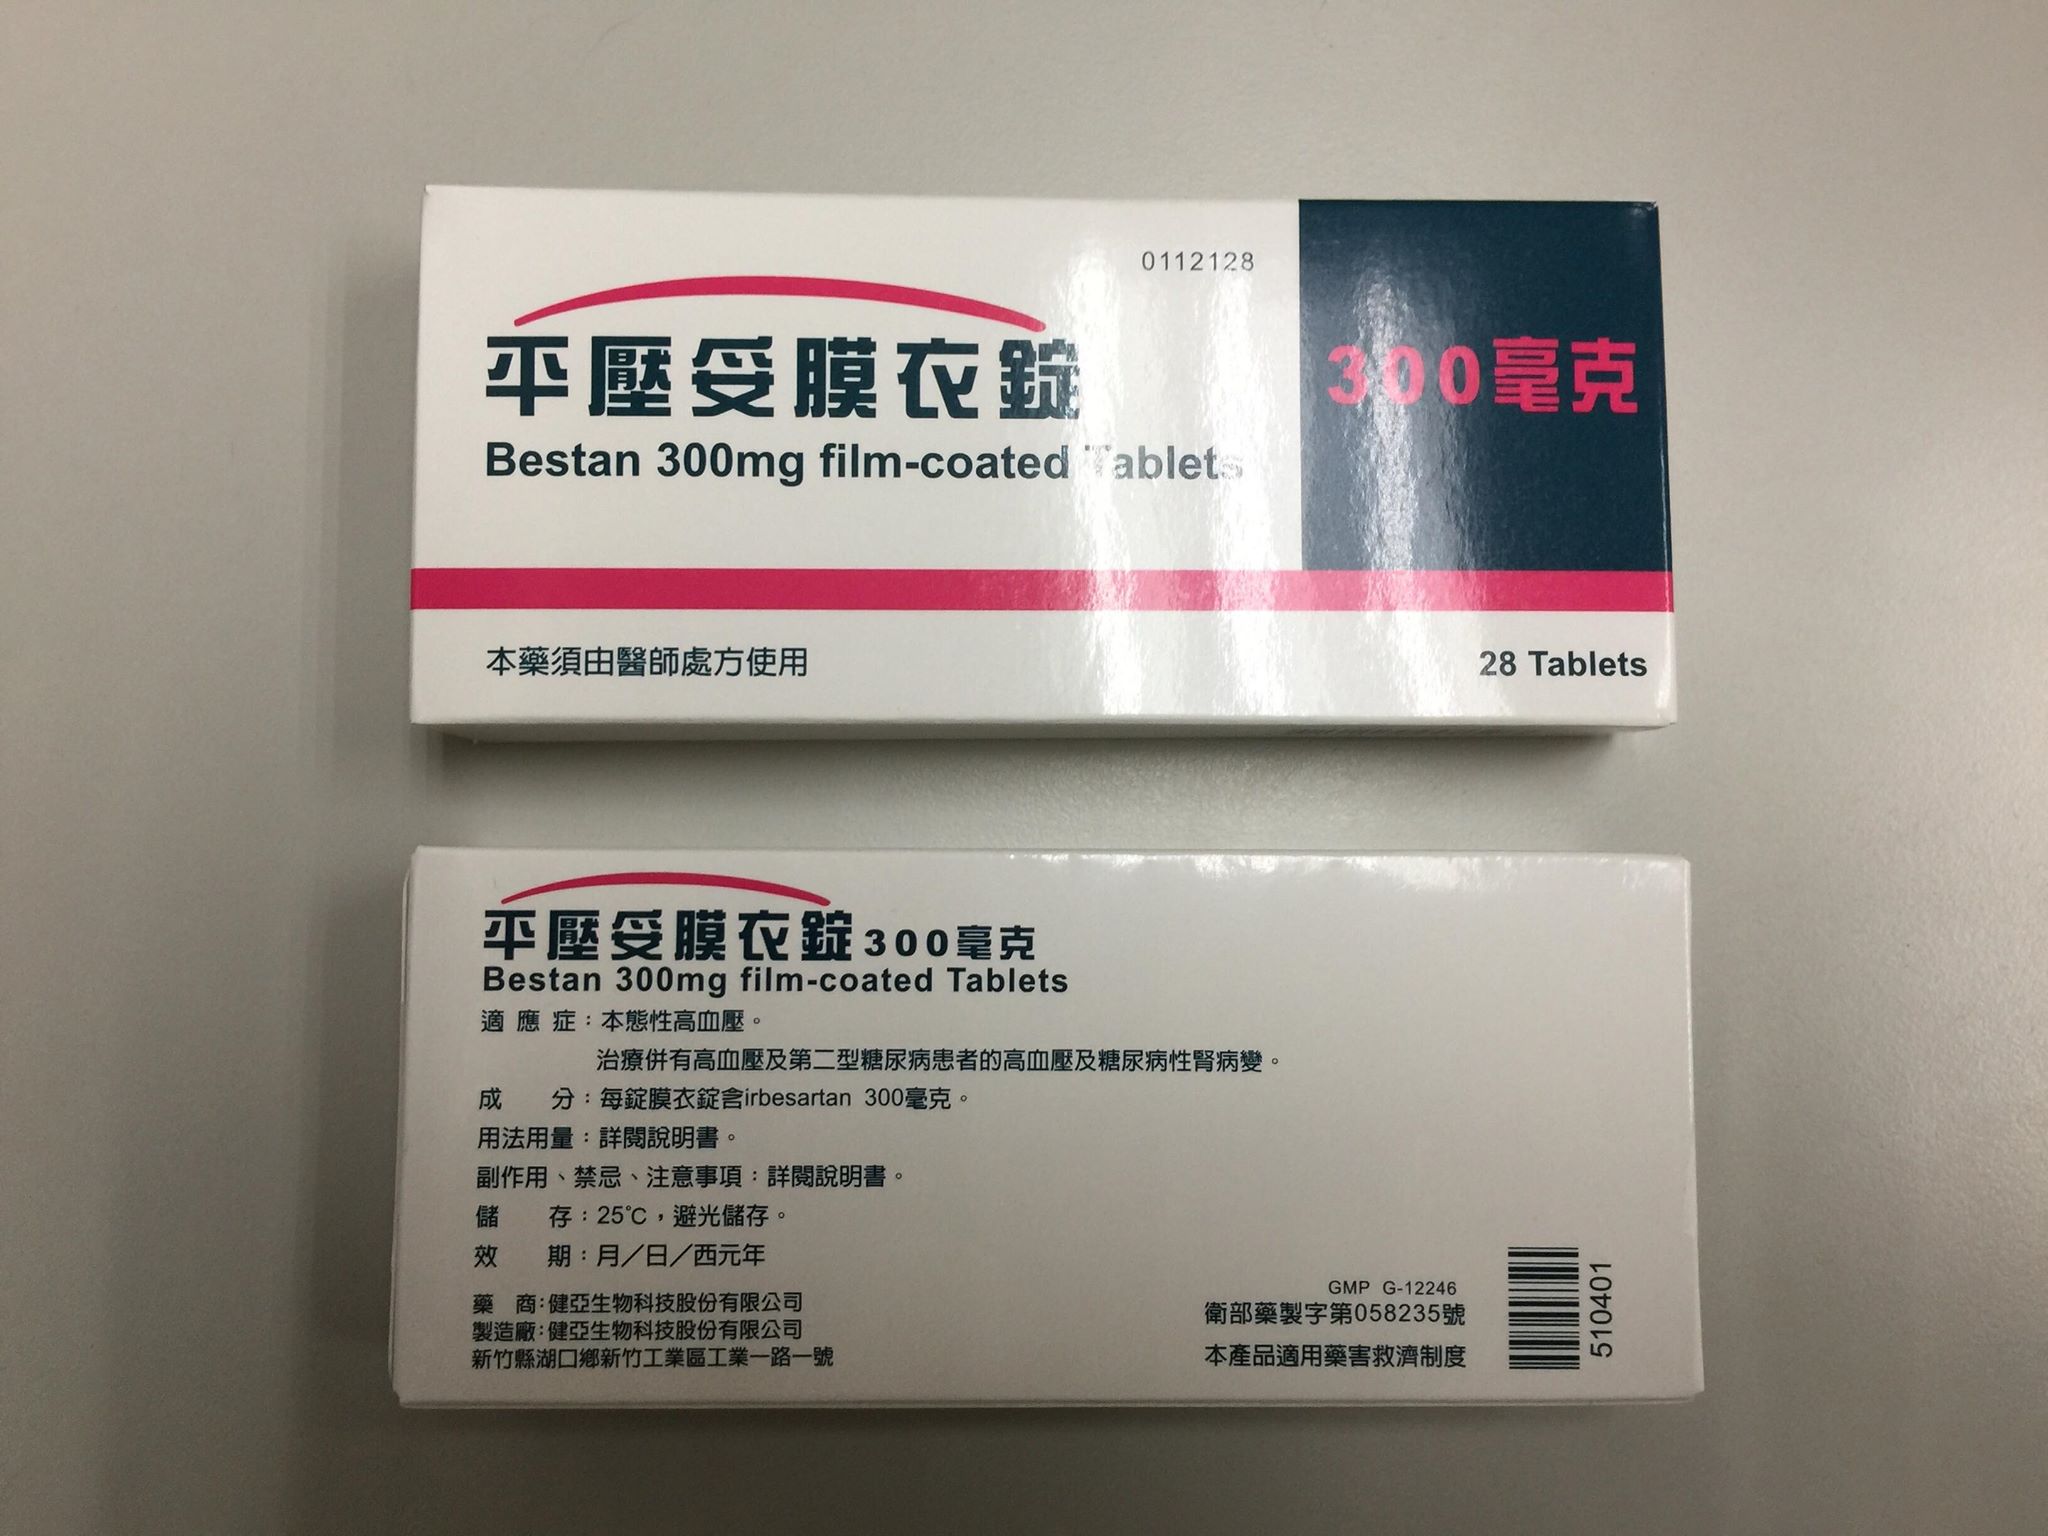 0112128
平壓妥膜衣錠
300毫克
Bestan 300mg film-coated Tablets
本藥須由醫師處方使用
28 Tablets
平壓妥膜衣錠300毫克
Bestan 300mg film-coated Tablets
適應症：本態性高血壓。
治療併有高血壓及第二型糖尿病患者的高血壓及糖尿病性腎病變。
成分：每錠膜衣錠含irbesartan 300毫克。
用法用量：詳閱說明書。
副作用、禁忌、注意事項：詳閱說明書。
儲存：25℃，避光儲存。
效期：月／日／西元年
藥商：健亞生物科技股份有限公司
製造廠：健亞生物科技股份有限公司
新竹縣湖口鄉新竹工業區工業一路一號
GMP G-12246
衛部藥製字第058235號
本產品適用藥害救濟制度
510401